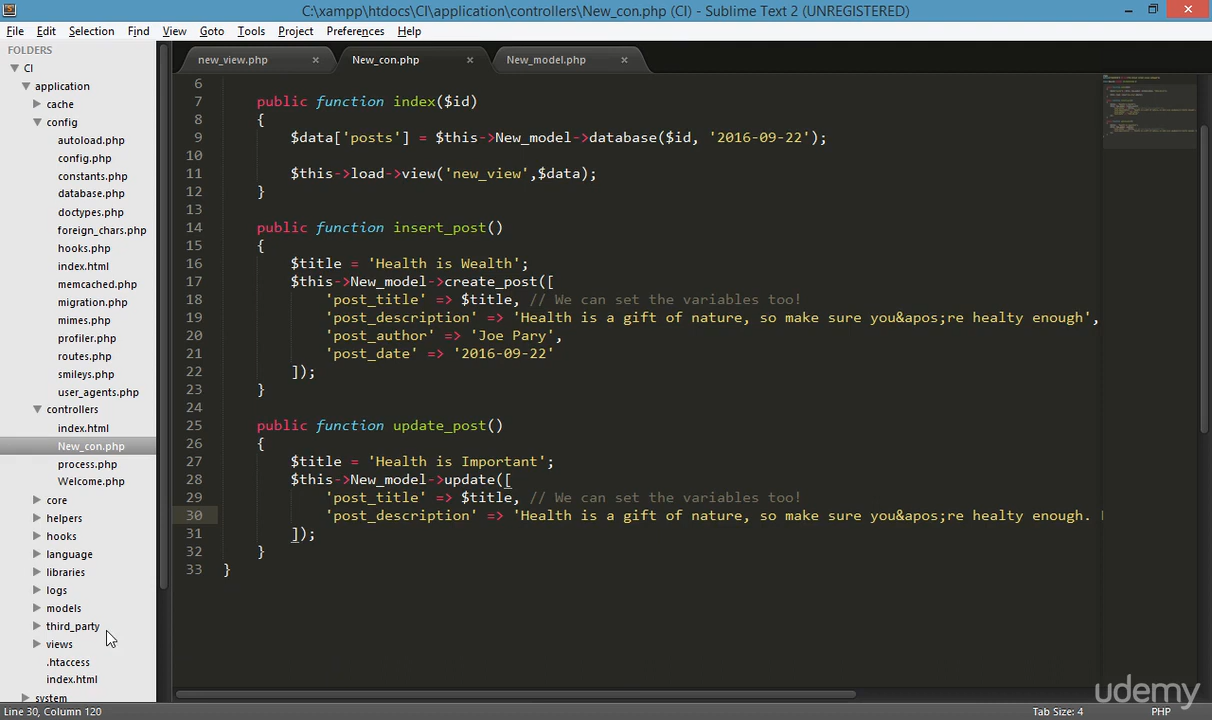 C:\xampp\htdocs\CI\application\controllers\New_con.php (CI) - Sublime Text 2 (UNREGISTERED)
File Edit Selection Find View Goto Tools Project Preferences Help
FOLDERS
CI
application
cache
config
autoload.php
config.php
constants.php
database.php
doctypes.php
foreign_chars.php
hooks.php
index.html
memcached.php
migration.php
mimes.php
profiler.php
routes.php
smileys.php
user_agents.php
controllers
index.html
New_con.php
process.php
Welcome.php
core
helpers
hooks
language
libraries
logs
models
third_party
views
.htaccess
index.html
system
new_view.php New_con.php New_model.php
6
7 public function index($id)
8 {
9 $data['posts'] = $this->New_model->database($id, '2016-09-22');
10
11 $this->load->view('new_view',$data);
12 }
13
14 public function insert_post()
15 {
16 $title = 'Health is Wealth';
17 $this->New_model->create_post([
18 'post_title' => $title, // We can set the variables too!
19 'post_description' => 'Health is a gift of nature, so make sure you&apos;re healty enough',
20 'post_author' => 'Joe Pary',
21 'post_date' => '2016-09-22'
22 ]);
23 }
24
25 public function update_post()
26 {
27 $title = 'Health is Important';
28 $this->New_model->update([
29 'post_title' => $title, // We can set the variables too!
30 'post_description' => 'Health is a gift of nature, so make sure you&apos;re healty enough.
31 ]);
32 }
33 }
udemy
Line 30, Column 120 Tab Size: 4 PHP